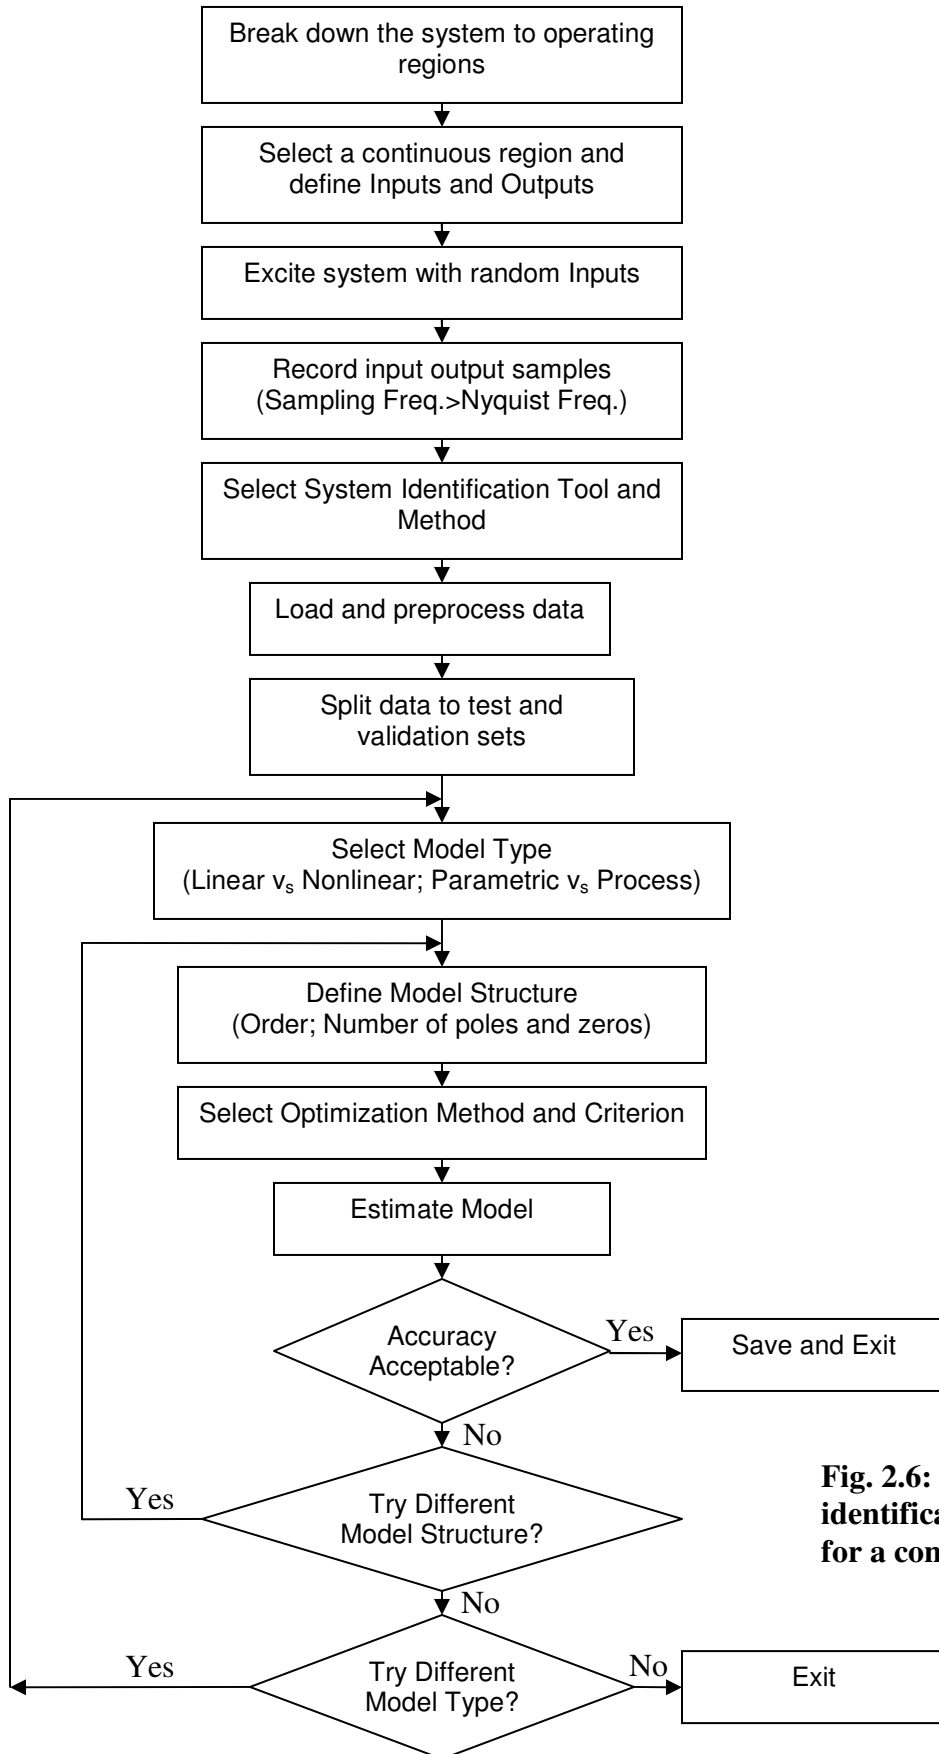 Break down the system to operating
regions
Select a continuous region and
define Inputs and Outputs
Excite system with random Inputs
Record input output samples
(Sampling Freq.>Nyquist Freq.)
Select System Identification Tool and
Method
Load and preprocess data
Split data to test and
validation sets
Select Model Type
(Linear vs Nonlinear; Parametric vs Process)
Define Model Structure
(Order; Number of poles and zeros)
Select Optimization Method and Criterion
Estimate Model
Accuracy
Acceptable?
Yes
Save and Exit
No
Yes
Try Different
Model Structure?
Fig. 2.6:
identifica
for a con
No
Yes
Try Different
Model Type?
No
Exit